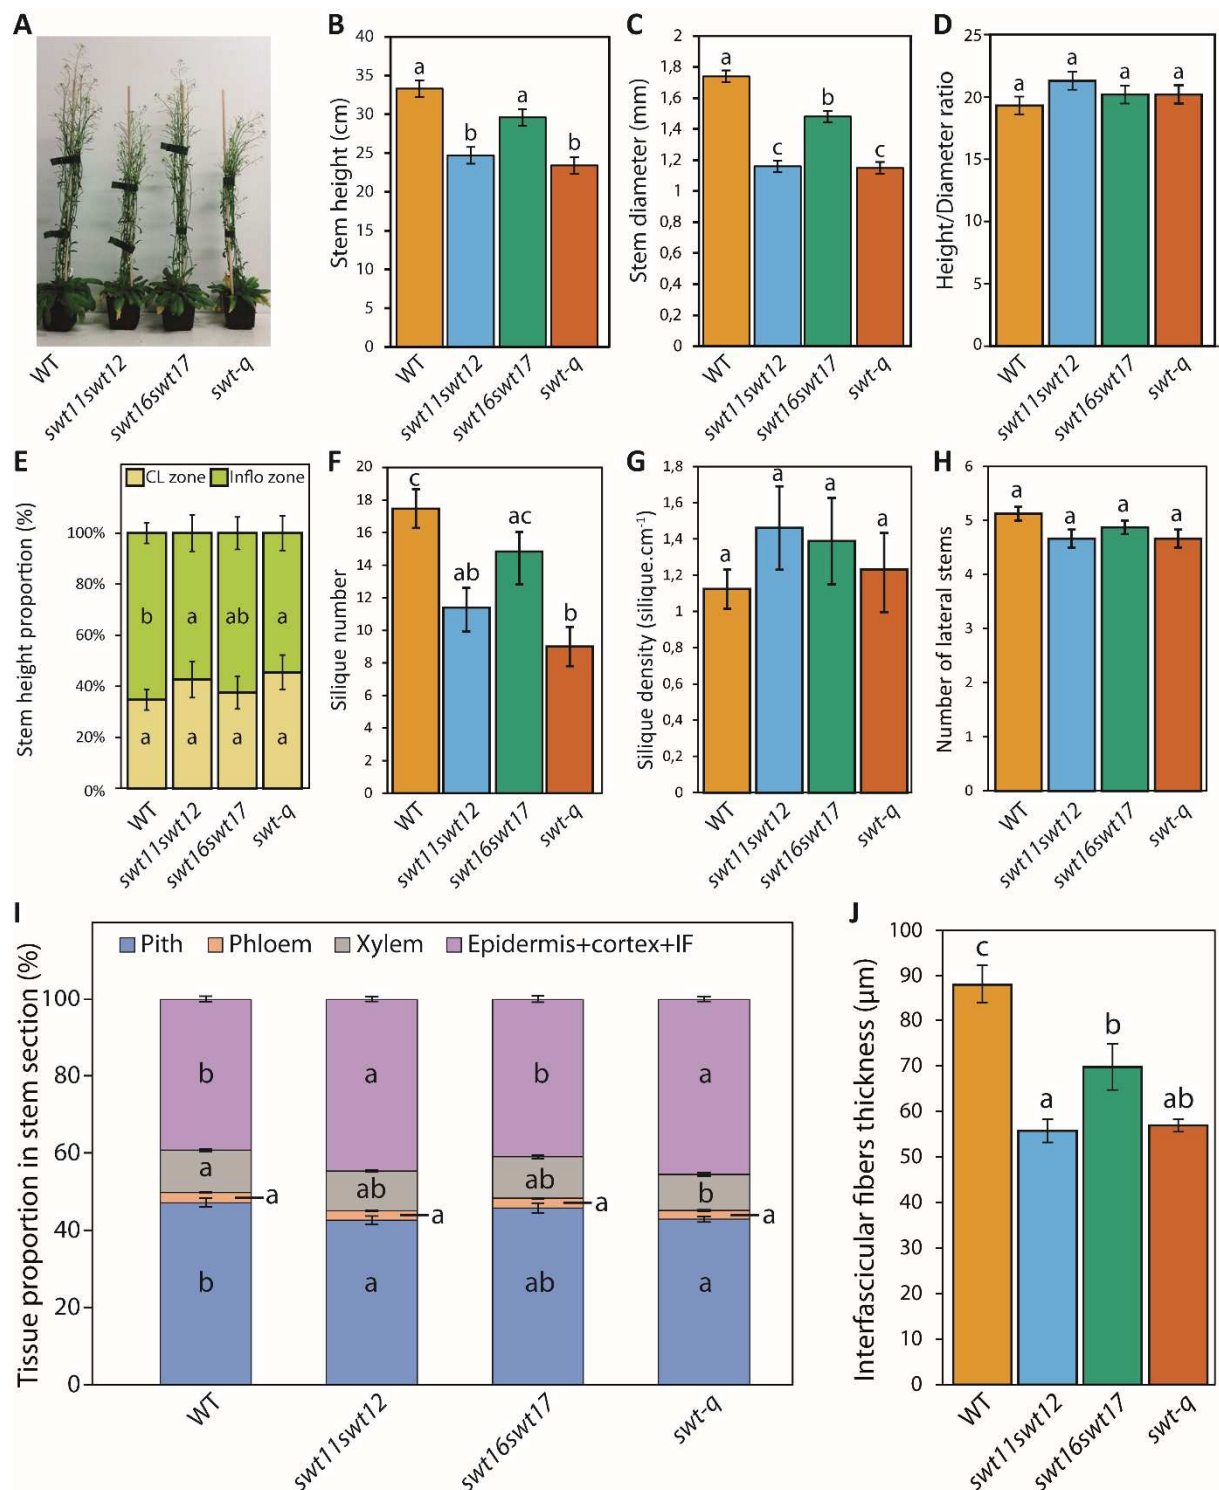 A
WT
swt11swt12
swt16swt17
swt-q
B
Stem height (cm)
40
35
30
25
20
15
10
5
0
a
b
a
b
WT
swt11swt12
swt16swt17
swt-q
C
Stem diameter (mm)
2
1,8
1,6
1,4
1,2
1
0,8
0,6
0,4
0,2
0
a
c
b
c
WT
swt11swt12
swt16swt17
swt-q
D
Height/Diameter ratio
25
20
15
10
5
0
a
a
a
a
WT
swt11swt12
swt16swt17
swt-q
E
Stem height proportion (%)
CL zone Inflo zone
100%
80%
60%
40%
20%
0%
b a ab a
a a a a
WT
swt11swt12
swt16swt17
swt-q
F
Silique number
20
18
16
14
12
10
8
6
4
2
0
c
ab
ac
b
WT
swt11swt12
swt16swt17
swt-q
G
Silique density (silique.cm⁻¹)
1,8
1,6
1,4
1,2
1
0,8
0,6
0,4
0,2
0
a
a
a
a
WT
swt11swt12
swt16swt17
swt-q
H
Number of lateral stems
6
5
4
3
2
1
0
a
a
a
a
WT
swt11swt12
swt16swt17
swt-q
I
Tissue proportion in stem section (%)
Pith Phloem Xylem Epidermis+cortex+IF
100
80
60
40
20
0
b a b a
a ab ab b
a a a a
b a ab a
WT
swt11swt12
swt16swt17
swt-q
J
Interfascicular fibers thickness (µm)
100
90
80
70
60
50
40
30
20
10
0
c
a
b
ab
WT
swt11swt12
swt16swt17
swt-q